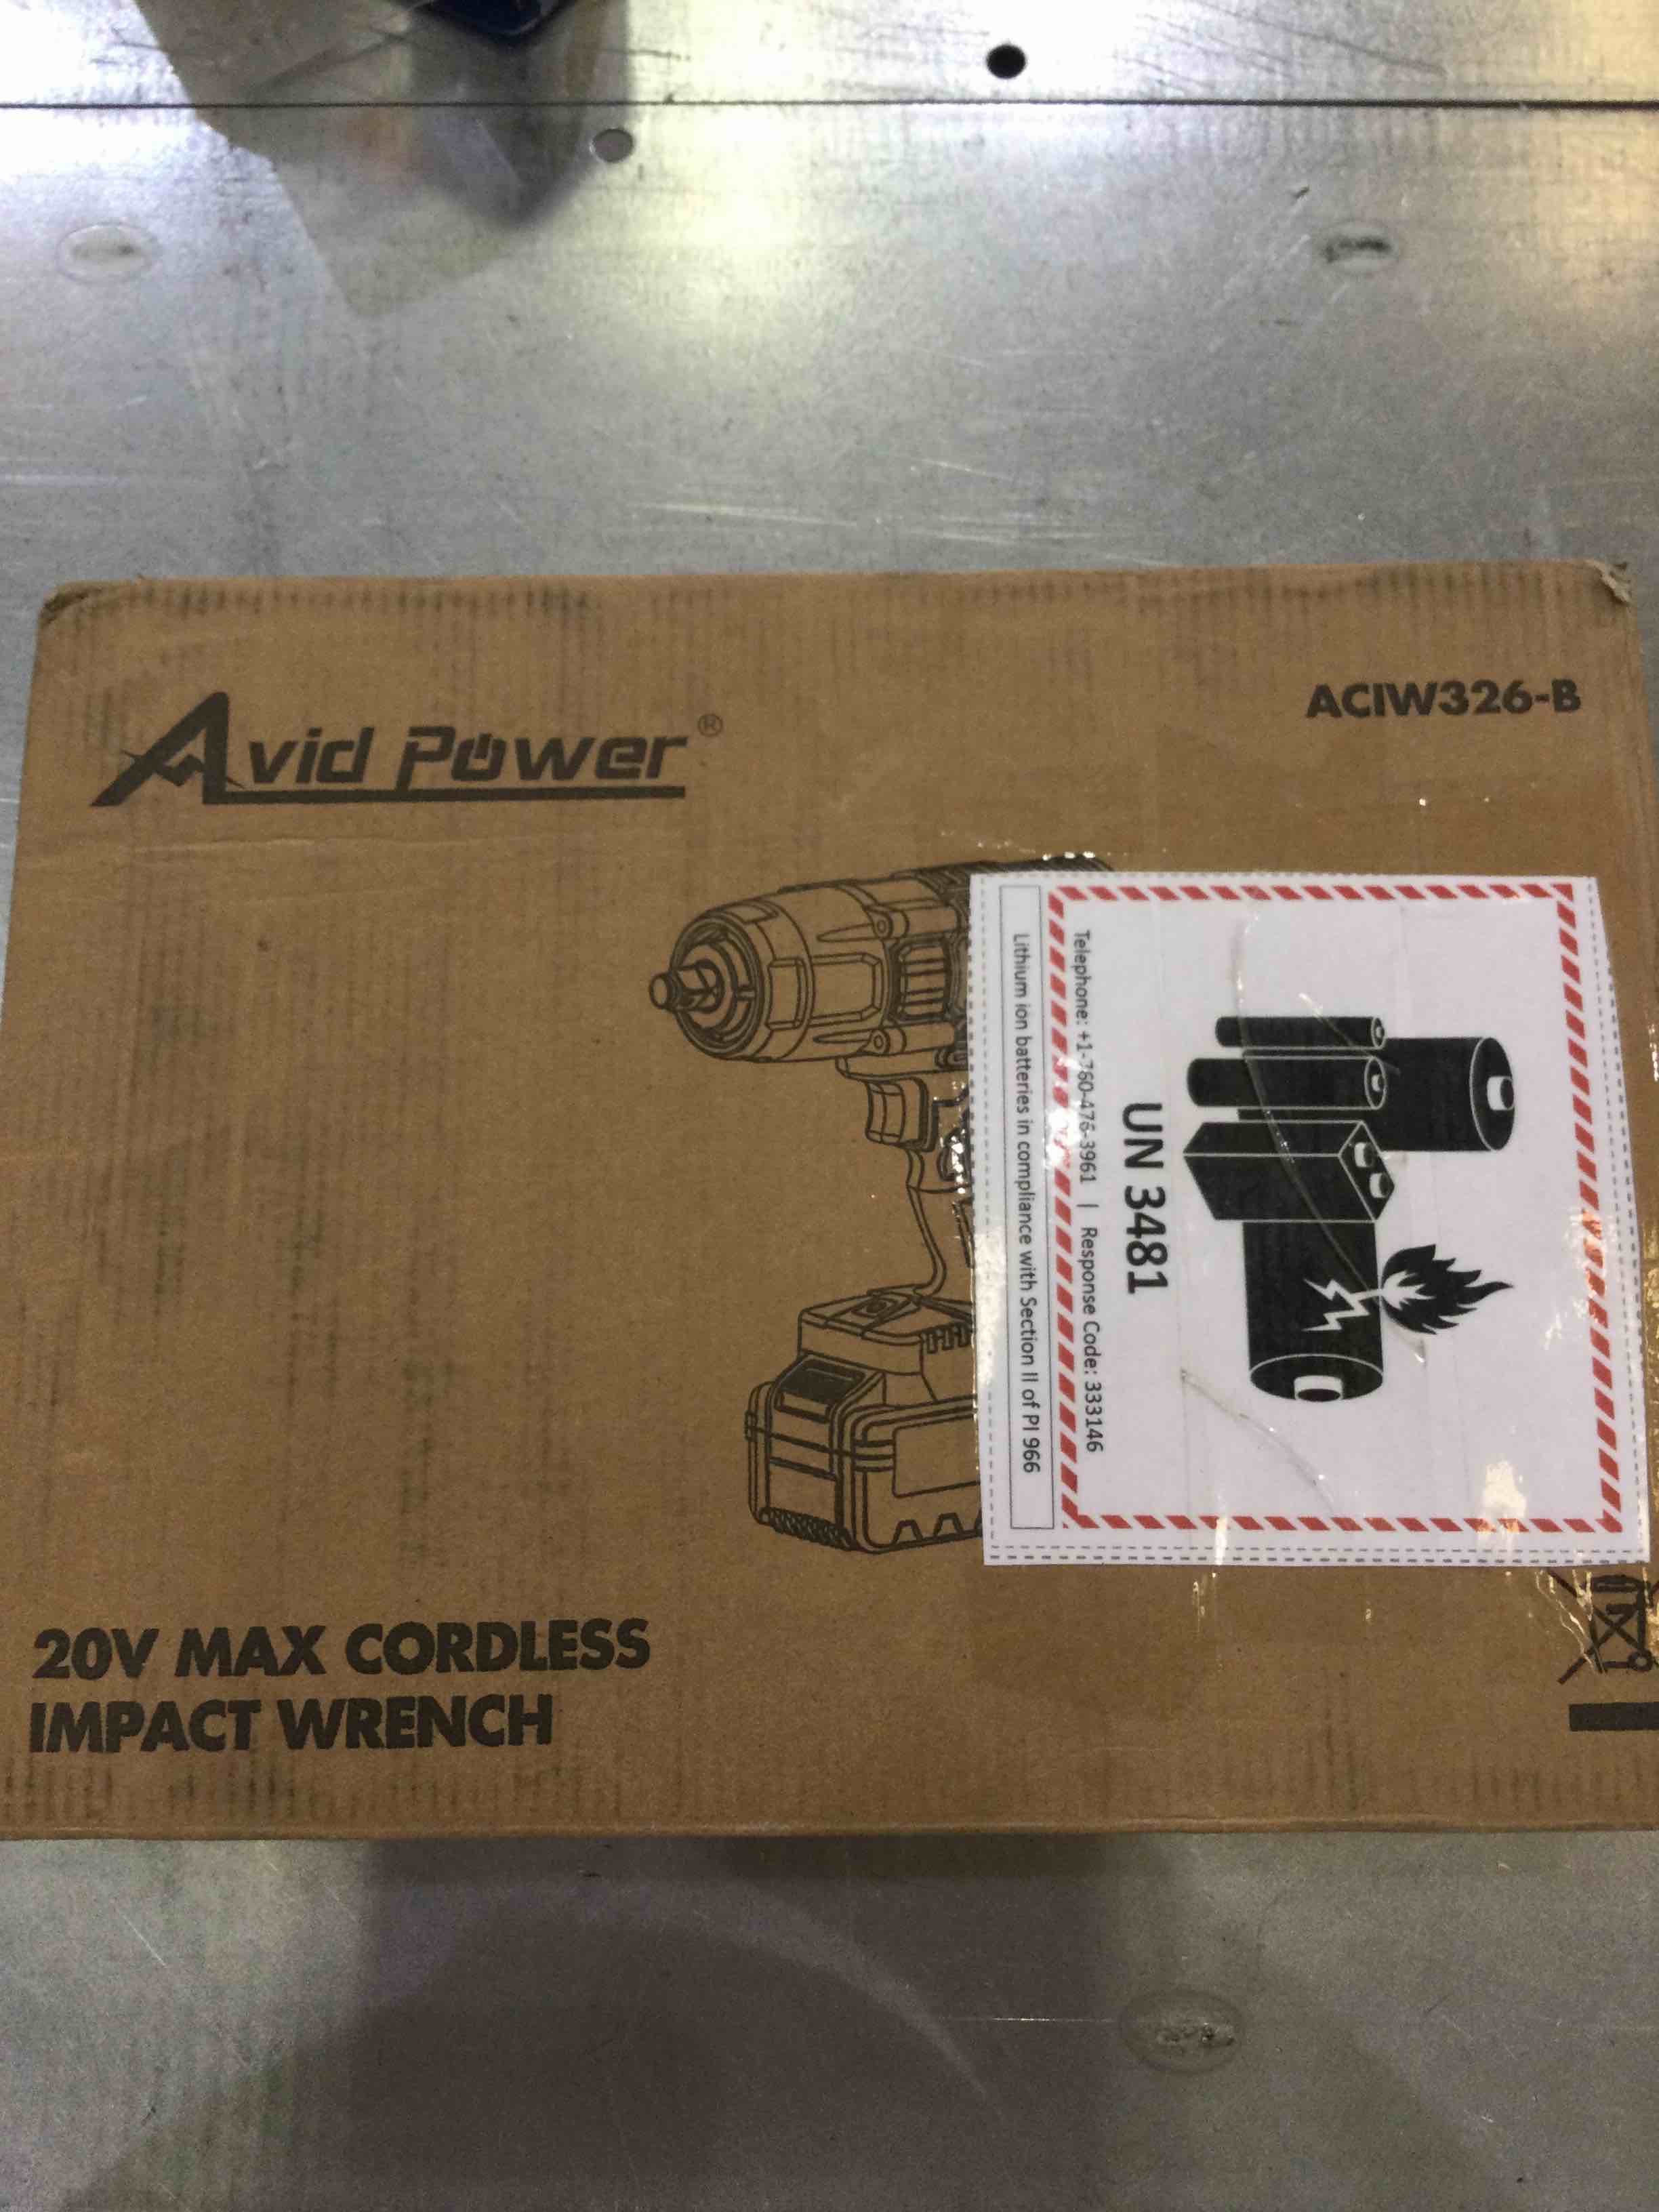 Avid Power®
ACIW326-B
UN 3481
Telephone: +1-760-476-3961 | Response Code: 333146
Lithium ion batteries in compliance with Section II of PI 966
20V MAX CORDLESS
IMPACT WRENCH